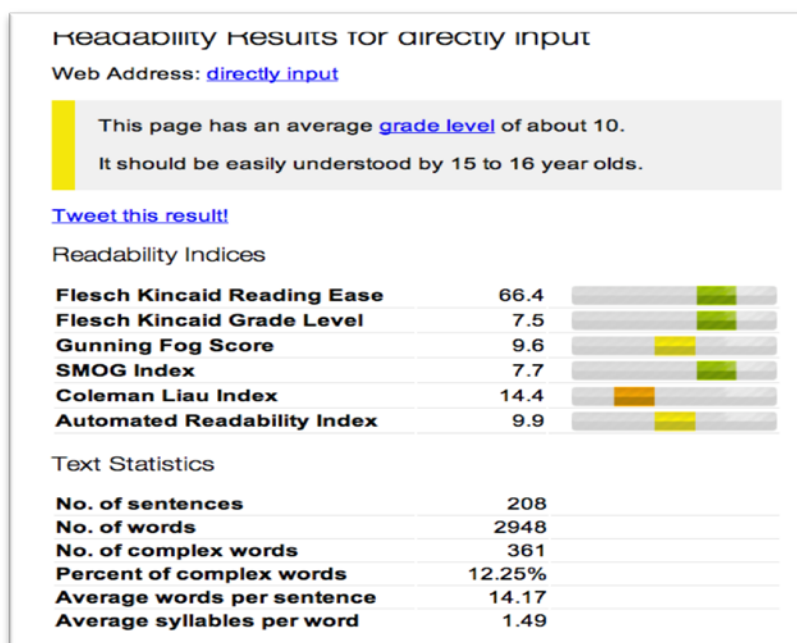 Readability Results for directly input
Web Address: directly input
This page has an average grade level of about 10.
It should be easily understood by 15 to 16 year olds.
Tweet this result!
Readability Indices
Flesch Kincaid Reading Ease 66.4
Flesch Kincaid Grade Level 7.5
Gunning Fog Score 9.6
SMOG Index 7.7
Coleman Liau Index 14.4
Automated Readability Index 9.9
Text Statistics
No. of sentences 208
No. of words 2948
No. of complex words 361
Percent of complex words 12.25%
Average words per sentence 14.17
Average syllables per word 1.49